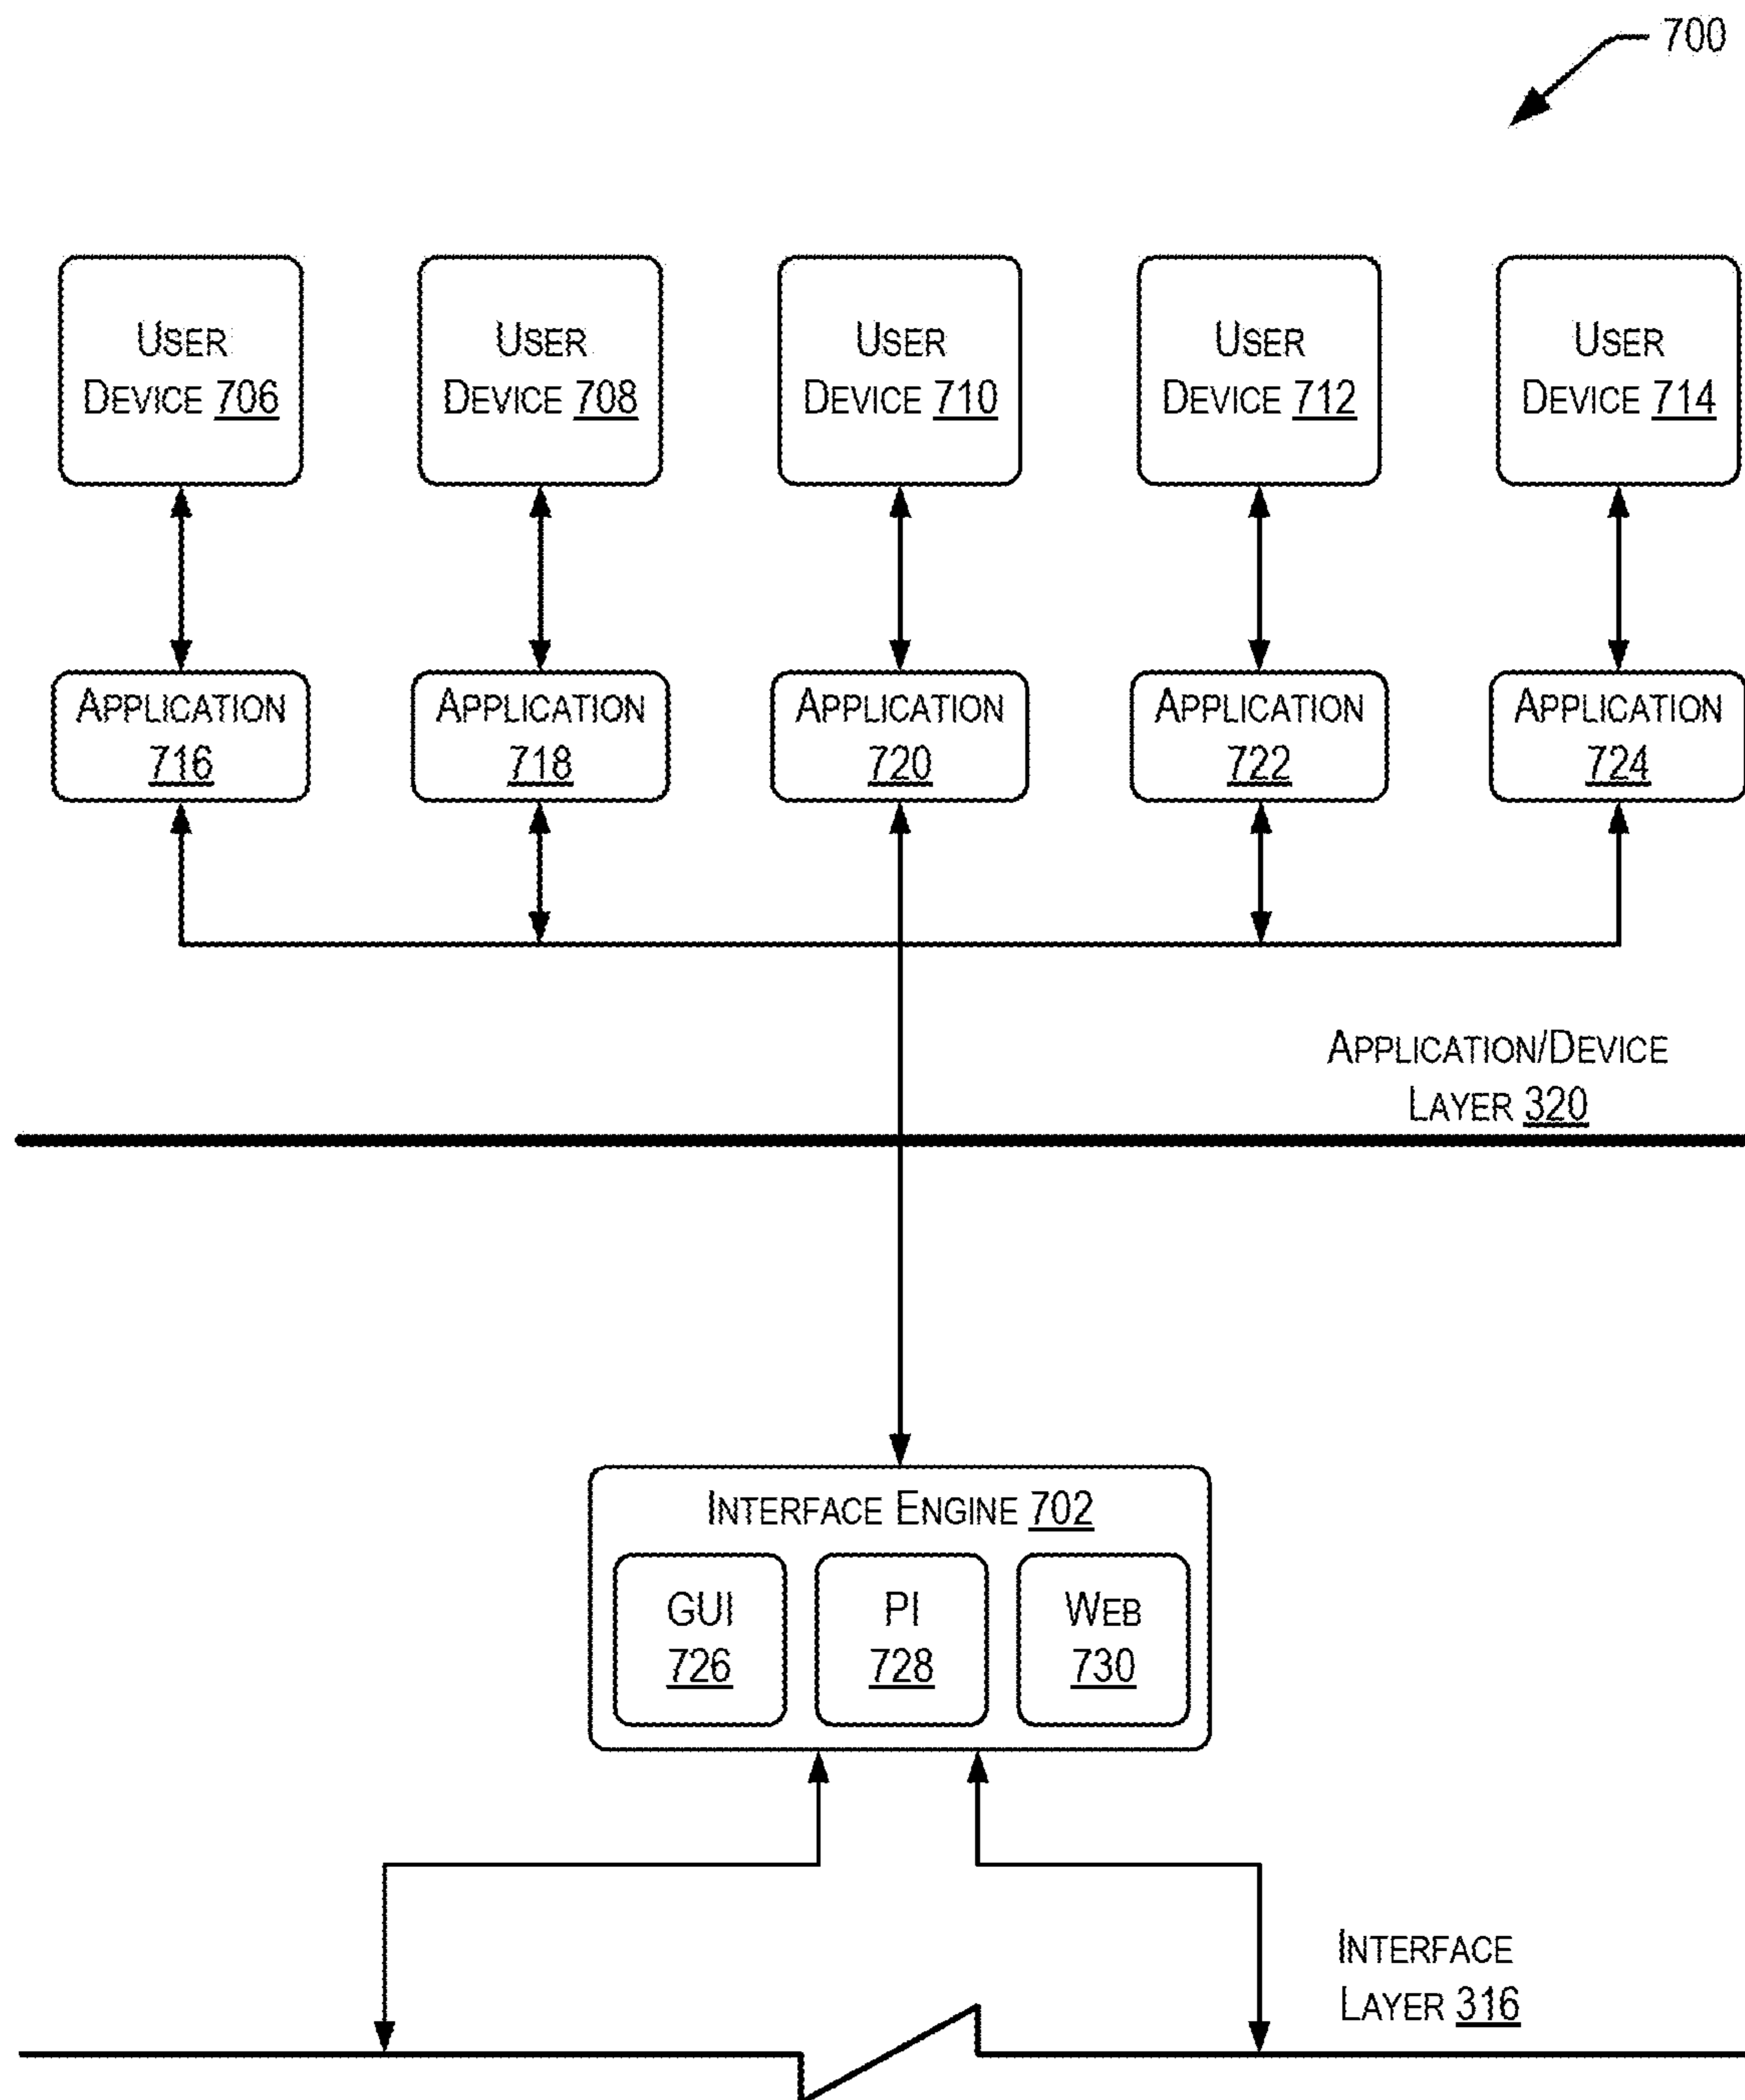 700
USER
DEVICE 706
USER
DEVICE 708
USER
DEVICE 710
USER
DEVICE 712
USER
DEVICE 714
APPLICATION
716
APPLICATION
718
APPLICATION
720
APPLICATION
722
APPLICATION
724
APPLICATION/DEVICE
LAYER 320
INTERFACE ENGINE 702
GUI
726
PI
728
WEB
730
INTERFACE
LAYER 316